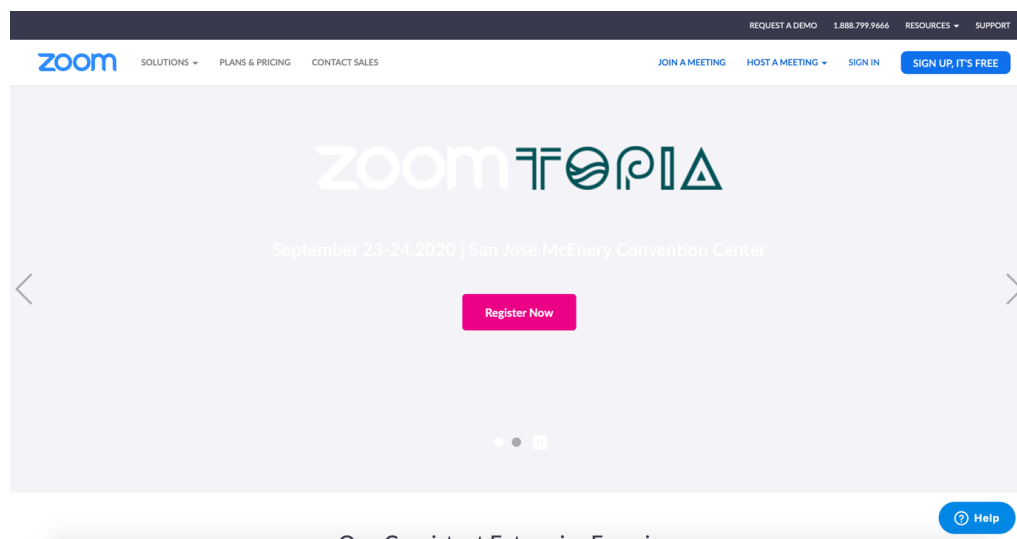 REQUEST A DEMO 1.888.799.9666 RESOURCES SUPPORT
zoom SOLUTIONS PLANS & PRICING CONTACT SALES JOIN A MEETING HOST A MEETING SIGN IN SIGN UP, IT'S FREE
zoomTOPIA
September 23-24,2020 | San Jose McEnery Convention Center
Register Now
? Help